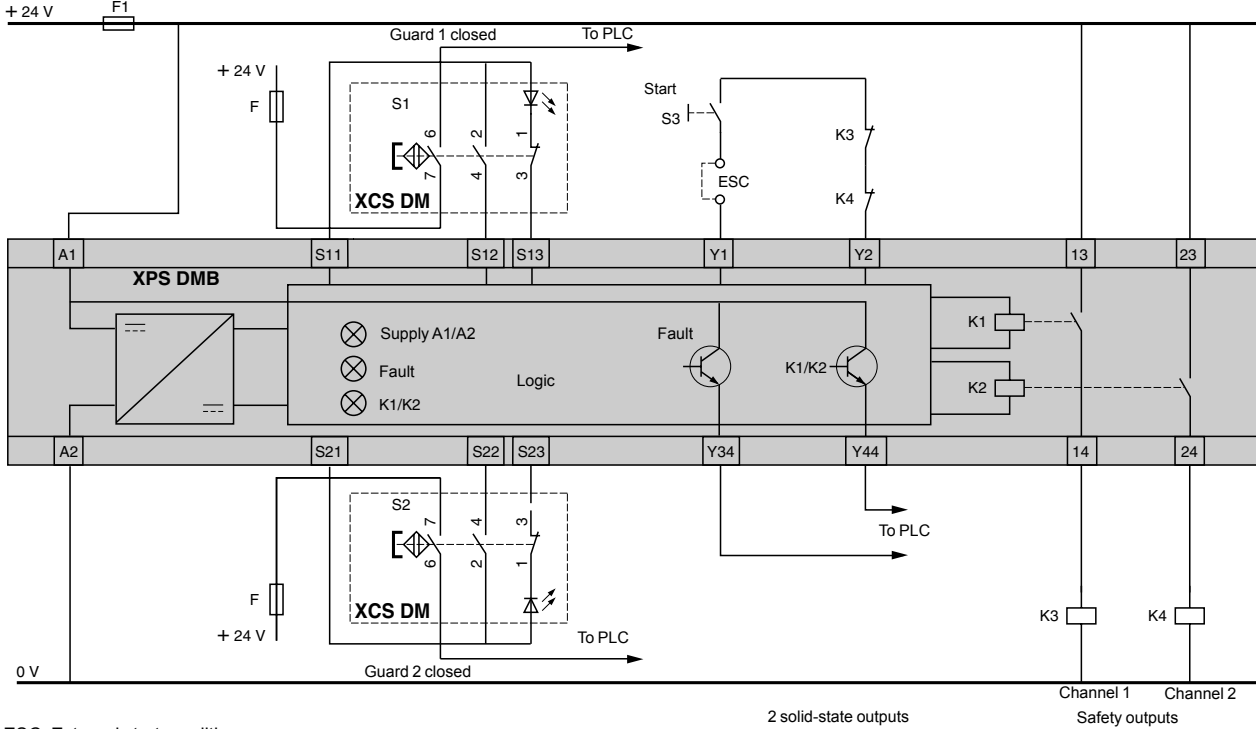 + 24 V
F1
Guard 1 closed
To PLC
+ 24 V
F
S1
6
2
1
7
4
3
XCS DM
Start
S3
ESC
K3
K4
A1
S11
S12
S13
Y1
Y2
13
23
XPS DMB
Supply A1/A2
Fault
K1/K2
Logic
Fault
K1/K2
K1
K2
A2
S21
S22
S23
Y34
Y44
14
24
S2
7
4
3
6
2
1
XCS DM
F
+ 24 V
To PLC
To PLC
K3
K4
0 V
Guard 2 closed
Channel 1
Channel 2
2 solid-state outputs
Safety outputs